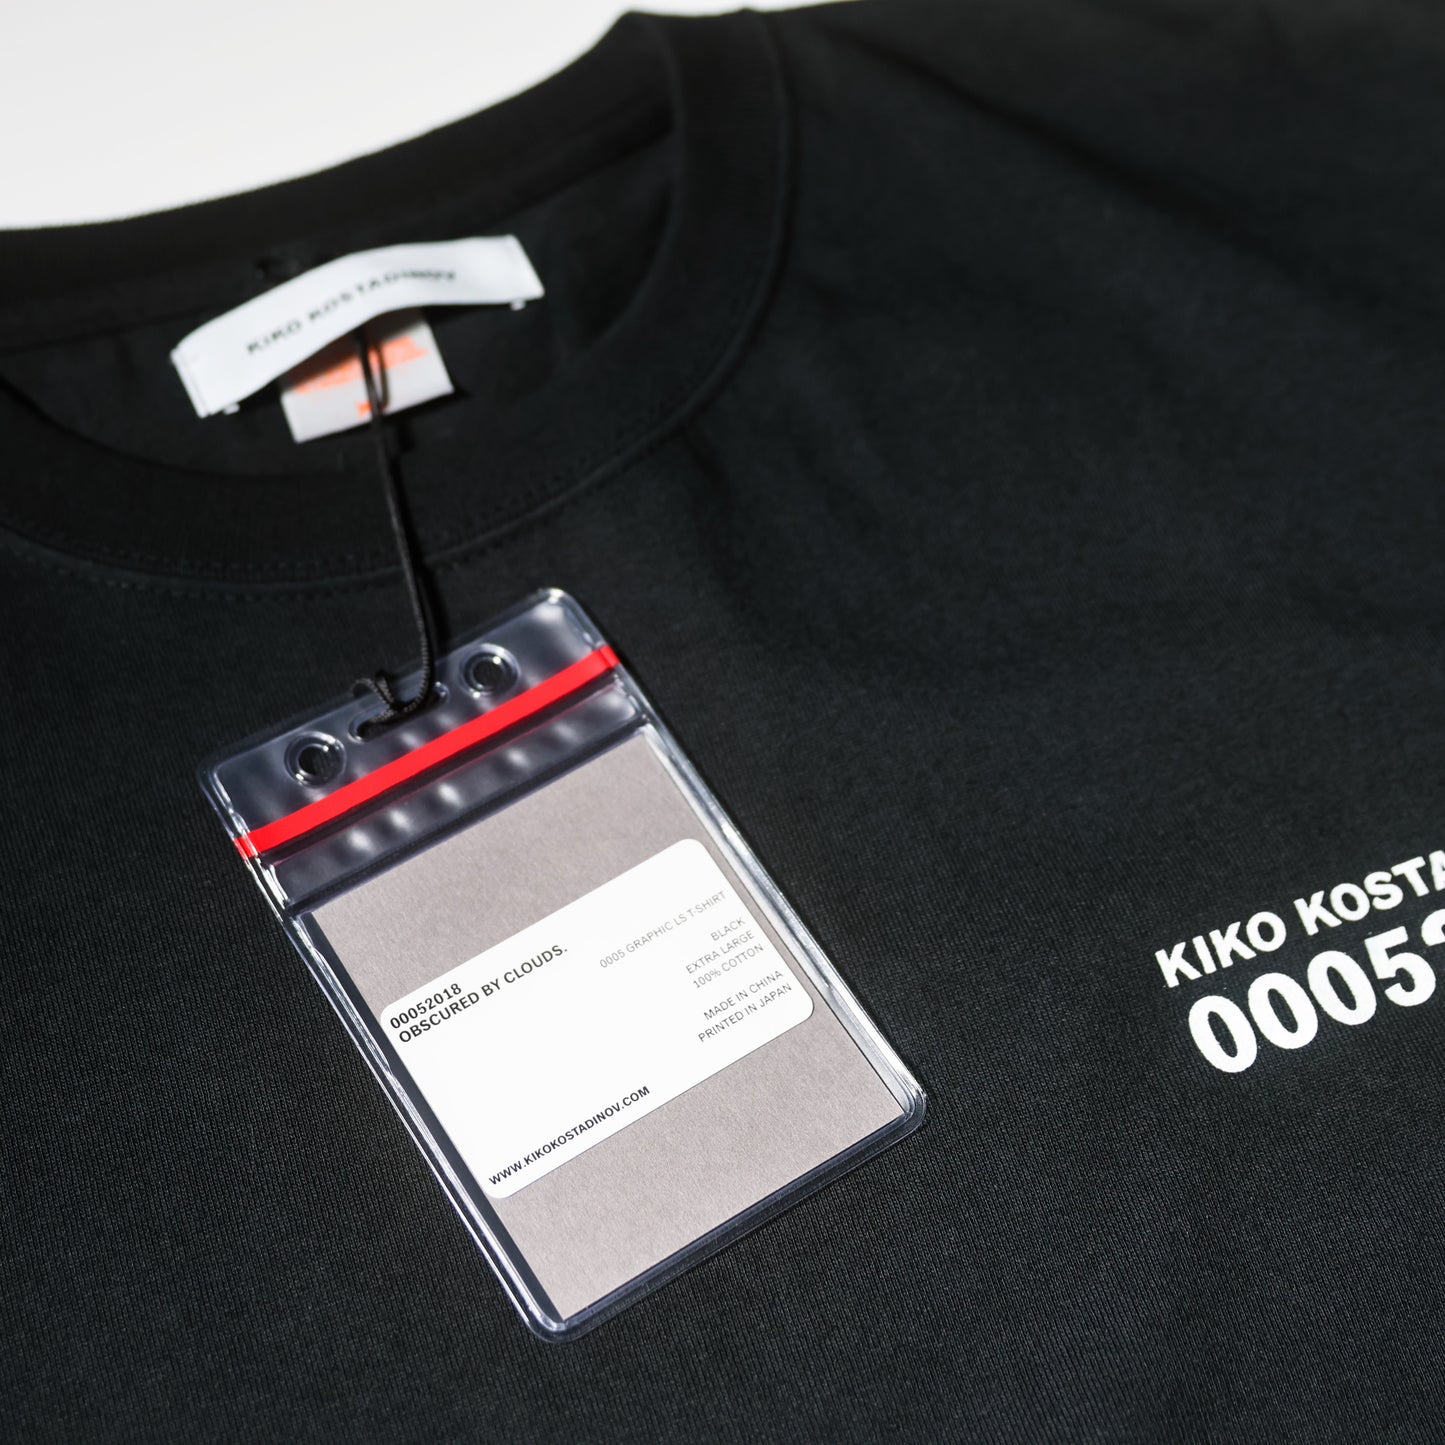 KIKO KOSTADINOV
00052018
OBSCURED BY CLOUDS.
0005 GRAPHIC LS T-SHIRT
BLACK
EXTRA LARGE
100% COTTON
MADE IN CHINA
PRINTED IN JAPAN
WWW.KIKOKOSTADINOV.COM
KIKO KOSTA
00052